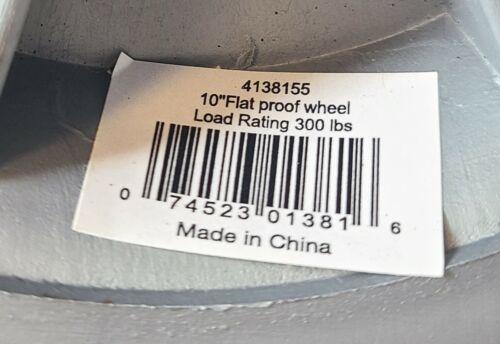 4138155
10"Flat proof wheel
Load Rating 300 lbs
0 74523 01381 6
Made in China